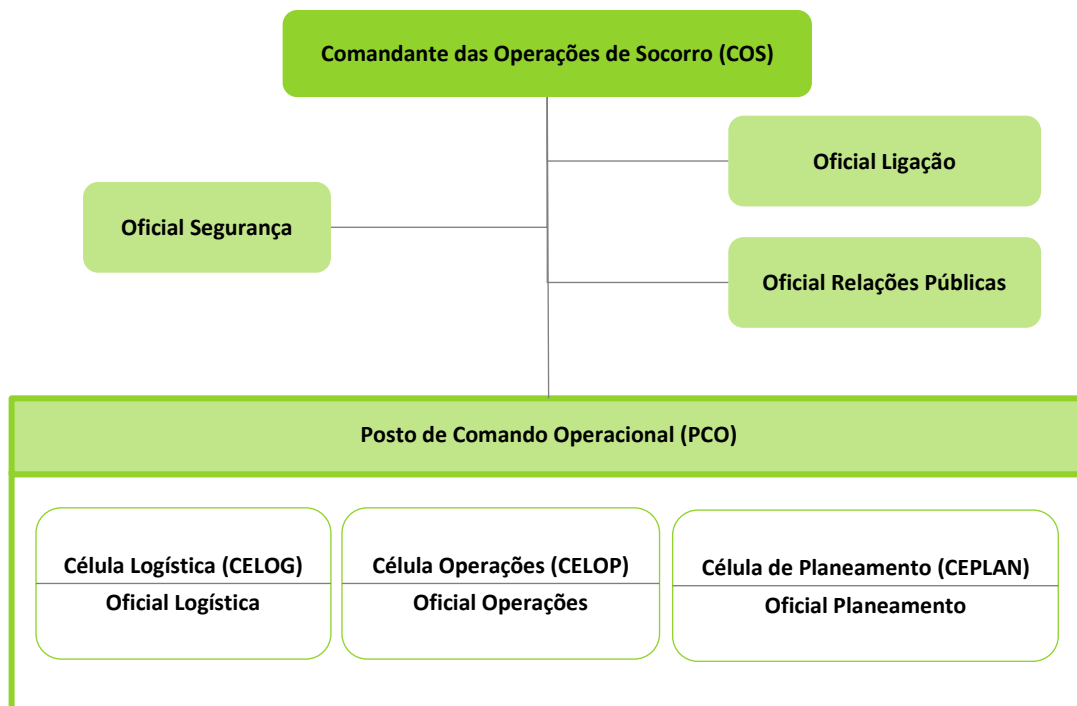 Comandante das Operações de Socorro (COS)
Oficial Ligação
Oficial Segurança
Oficial Relações Públicas
Posto de Comando Operacional (PCO)
Célula Logística (CELOG)
Oficial Logística
Célula Operações (CELOP)
Oficial Operações
Célula de Planeamento (CEPLAN)
Oficial Planeamento